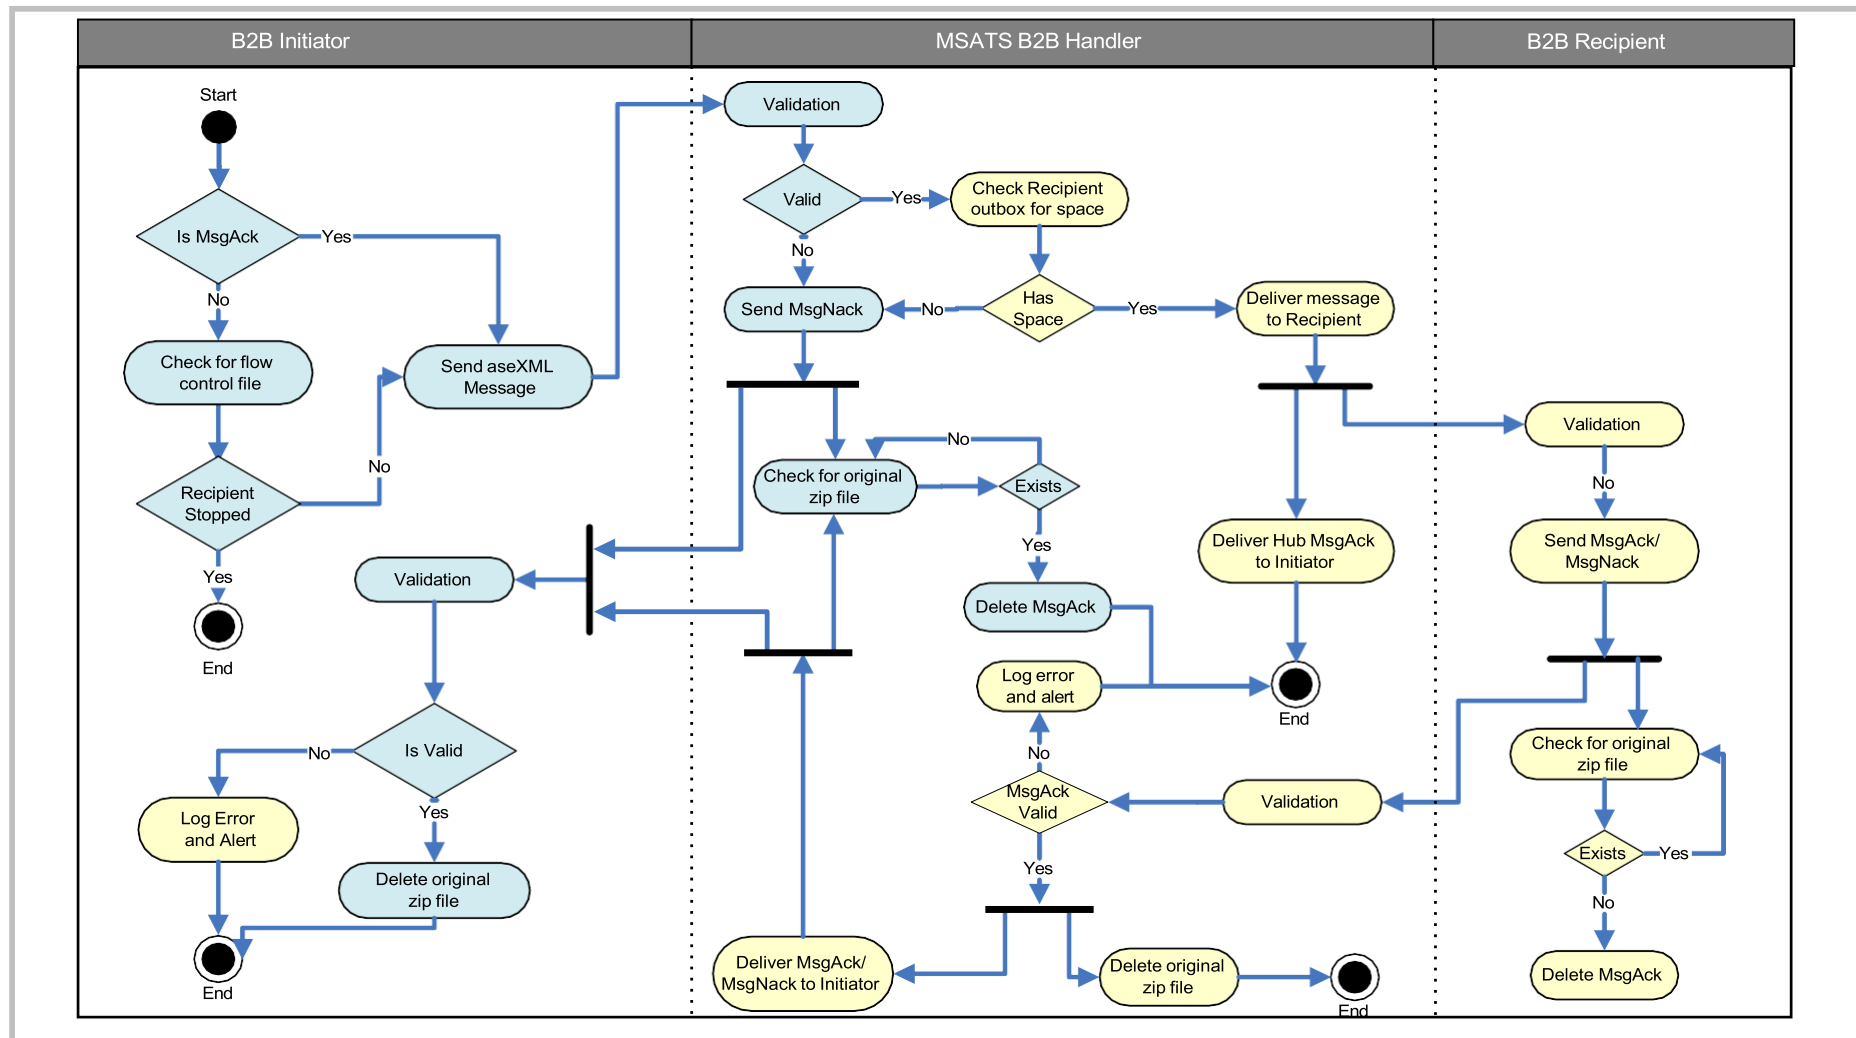 B2B Initiator
MSATS B2B Handler
B2B Recipient
Start
Is MsgAck
Yes
No
Check for flow
control file
Send aseXML
Message
No
Recipient
Stopped
Yes
End
Validation
Is Valid
No
Yes
Log Error
and Alert
Delete original
zip file
End
Validation
Valid
Yes
No
Check Recipient
outbox for space
Send MsgNack
No
Has
Space
Yes
Deliver message
to Recipient
No
Check for original
zip file
Exists
Yes
Delete MsgAck
Deliver Hub MsgAck
to Initiator
Log error
and alert
End
No
MsgAck
Valid
Validation
Yes
Deliver MsgAck/
MsgNack to Initiator
Delete original
zip file
End
Validation
No
Send MsgAck/
MsgNack
Check for original
zip file
Exists
Yes
No
Delete MsgAck